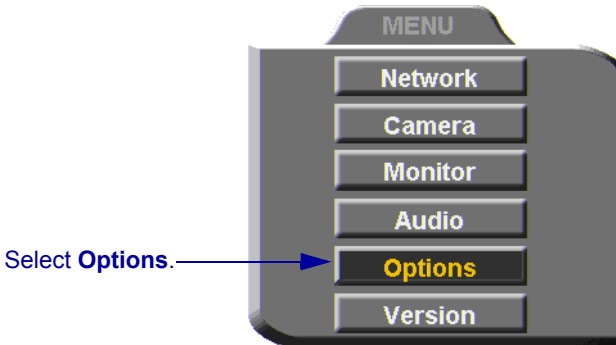 MENU
Network
Camera
Monitor
Audio
Select Options.
Options
Version